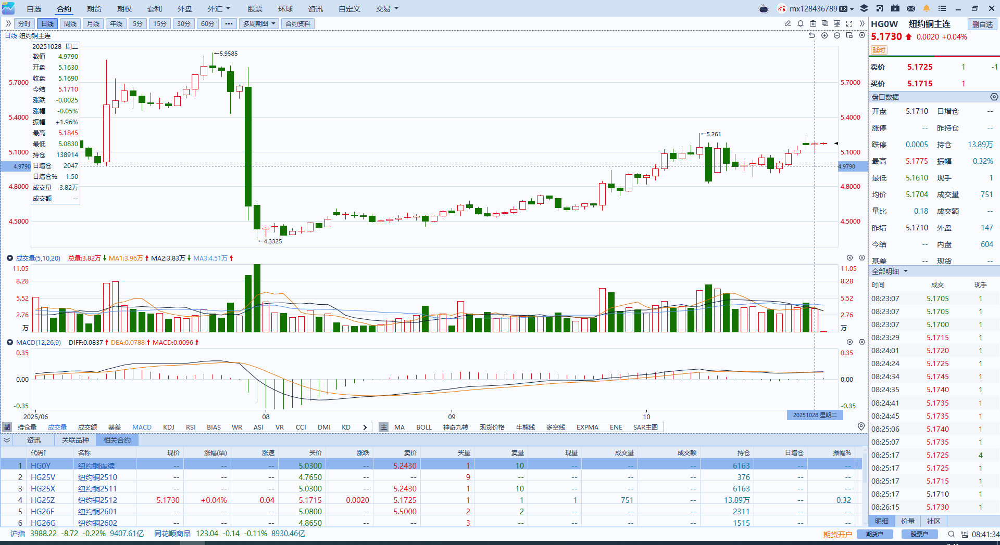 自选 合约 期货 期权 套利 外盘 外汇 股票 环球 资讯 自定义 交易 mx128436789 L2
分时 日线 周线 月线 年线 5分 15分 30分 60分 ••• 多周期图 合约资料
日线 纽约铜主连
20251028 周二
数值 4.9790
开盘 5.1630
收盘 5.1690
今结 5.1710
涨跌 -0.0025
涨幅 -0.05%
振幅 +1.96%
最高 5.1845
最低 5.0830
持仓 138914
日增仓 2047
日增仓% 1.50
成交量 3.82万
成交额 --
5.7000
5.4000
5.1000
4.9790
4.8000
4.5000
5.9585
4.3325
5.261
5.7000
5.4000
5.1000
4.9790
4.8000
4.5000
成交量(5,10,20) 总量:3.82万 MA1:3.96万 MA2:3.83万 MA3:4.51万
11.05
8.28
5.52
2.76
万
11.05
8.28
5.52
2.76
万
MACD(12,26,9) DIFF:0.0837 DEA:0.0788 MACD:0.0096
0.35
0.00
-0.35
0.35
0.00
-0.35
2025/06 08 09 10 20251028 星期二
副 持仓量 成交量 成交额 基差 MACD KDJ RSI BIAS WR ASI VR CCI DMI KD 主 MA BOLL 神奇九转 现货价格 牛熊线 多空线 EXPMA ENE SAR主图
资讯 关联品种 相关合约
代码↑ 名称 现价 涨幅(结) 涨速 买价 涨跌 卖价 买量 卖量 现量 成交量 成交额 持仓 日增仓 振幅%
1 HG0Y 纽约铜连续 -- -- -- 5.0300 -- 5.2430 1 10 -- -- -- 6163 -- --
2 HG25V 纽约铜2510 -- -- -- 4.7650 -- -- 9 -- -- -- -- 376 -- --
3 HG25X 纽约铜2511 -- -- -- 5.0300 -- 5.2430 1 10 -- -- -- 6163 -- --
4 HG25Z 纽约铜2512 5.1730 +0.04% 0.04 5.1715 0.0020 5.1725 1 1 1 751 -- 13.89万 -- 0.32
5 HG26F 纽约铜2601 -- -- -- 5.0800 -- 5.5000 2 2 -- -- -- 2311 -- --
6 HG26G 纽约铜2602 -- -- -- 4.8650 -- -- 3 -- -- -- -- 1515 -- --
HG0W 纽约铜主连 删自选
5.1730 0.0020 +0.04%
延时
卖价 5.1725 1 -1
买价 5.1715 1
盘口数据
开盘 5.1710 日增仓 --
涨停 -- 昨持仓 --
跌停 0.0005 持仓 13.89万
最高 5.1775 振幅 0.32%
最低 5.1610 现手 1
均价 5.1704 成交量 751
量比 0.18 成交额 --
昨结 5.1710 外盘 147
今结 -- 内盘 604
基差 -- 现货 --
全部明细
时间 成交 现手
08:23:07 5.1705 1
08:23:07 5.1705 1
08:23:07 5.1700 1
08:23:29 5.1715 1
08:24:01 5.1720 1
08:24:24 5.1725 1
08:24:34 5.1745 1
08:24:35 5.1740 1
08:24:41 5.1735 1
08:24:45 5.1735 1
08:25:06 5.1740 1
08:25:07 5.1735 1
08:25:17 5.1725 4
08:25:17 5.1725 1
08:25:17 5.1715 1
08:25:17 5.1710 1
08:26:15 5.1730 1
明细 价量 社区
沪指 3988.22 -8.72 -0.22% 9407.61亿 同花顺商品 123.04 -0.14 -0.11% 8930.46亿 期货开户 期货户 股票户 08:41:34